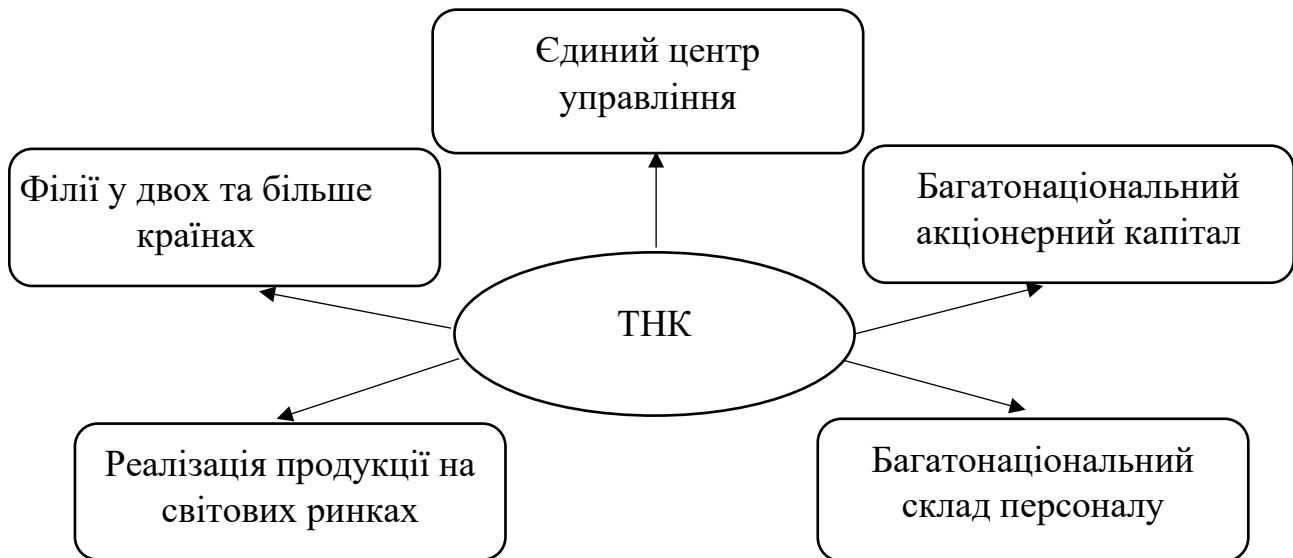 Єдиний центр
управління
Філії у двох та більше
країнах
Багатонаціональний
акціонерний капітал
ТНК
Реалізація продукції на
світових ринках
Багатонаціональний
склад персоналу